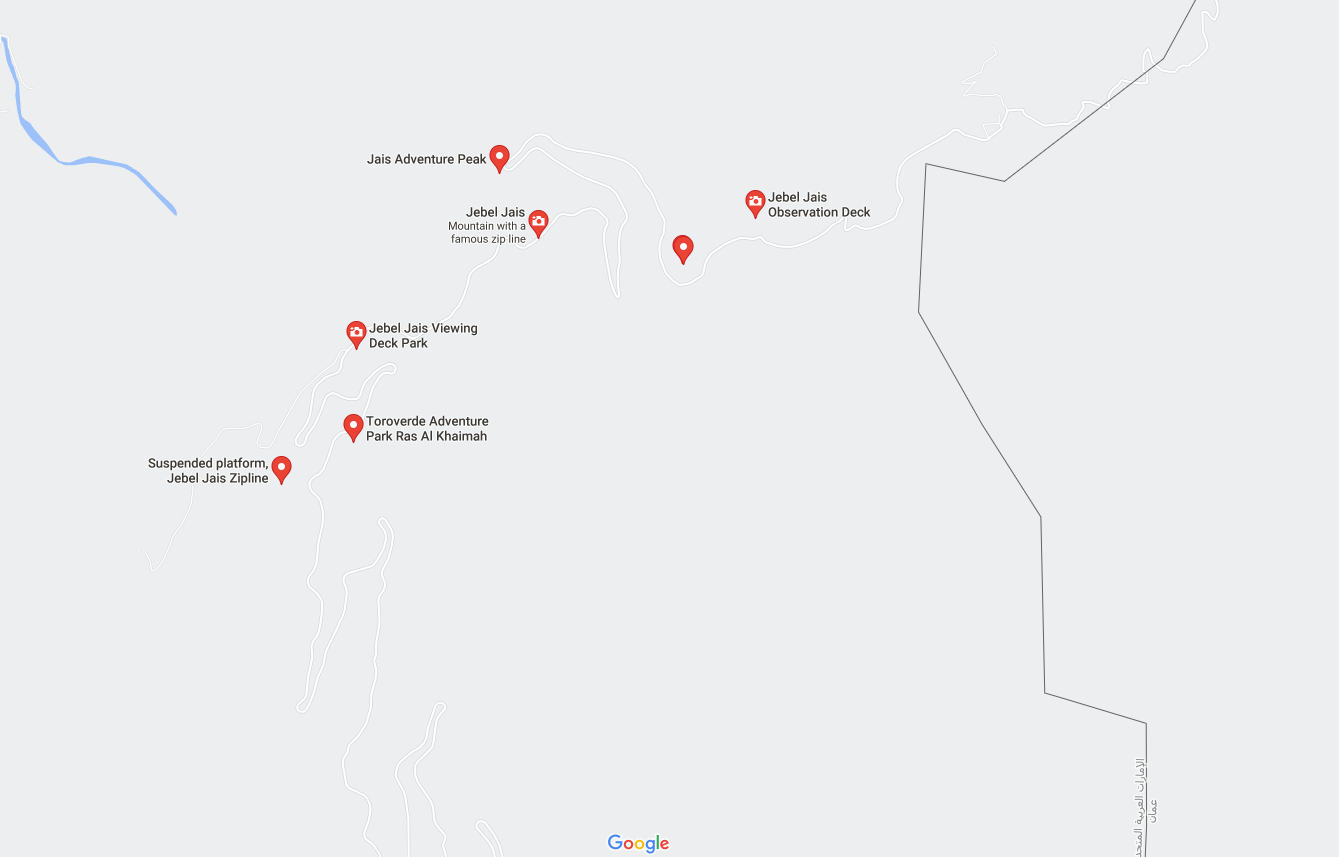 Jais Adventure Peak
Jebel Jais
Mountain with a
famous zip line
Jebel Jais
Observation Deck
Jebel Jais Viewing
Deck Park
Toroverde Adventure
Park Ras Al Khaimah
Suspended platform,
Jebel Jais Zipline
الإمارات العربية المتحد
عمان
Google